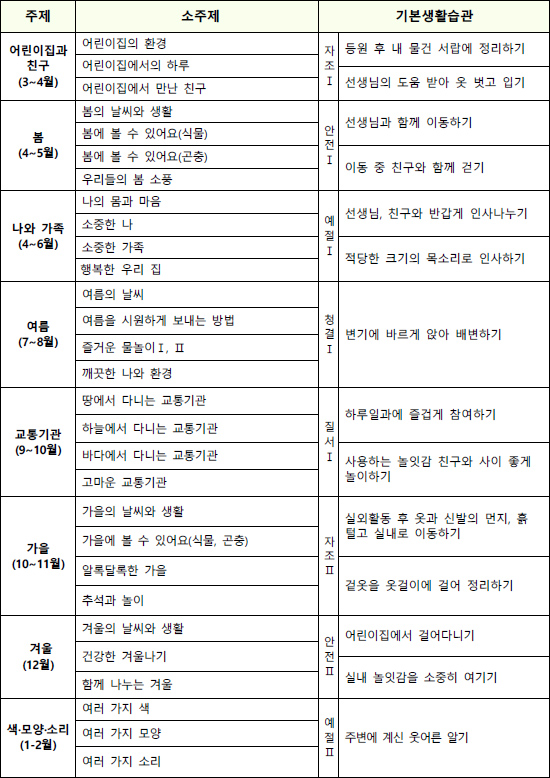 주제 소주제 기본생활습관
어린이집과
친구
(3~4월)
어린이집의 환경
어린이집에서의 하루
어린이집에서 만난 친구
자조Ⅰ
등원 후 내 물건 서랍에 정리하기
선생님의 도움 받아 옷 벗고 입기
봄
(4~5월)
봄의 날씨와 생활
봄에 볼 수 있어요(식물)
봄에 볼 수 있어요(곤충)
우리들의 봄 소풍
안전Ⅰ
선생님과 함께 이동하기
이동 중 친구와 함께 걷기
나와 가족
(4~6월)
나의 몸과 마음
소중한 나
소중한 가족
행복한 우리 집
예절Ⅰ
선생님, 친구와 반갑게 인사나누기
적당한 크기의 목소리로 인사하기
여름
(7~8월)
여름의 날씨
여름을 시원하게 보내는 방법
즐거운 물놀이Ⅰ, Ⅱ
깨끗한 나와 환경
청결Ⅰ
변기에 바르게 앉아 배변하기
교통기관
(9~10월)
땅에서 다니는 교통기관
하늘에서 다니는 교통기관
바다에서 다니는 교통기관
고마운 교통기관
질서Ⅰ
하루일과에 즐겁게 참여하기
사용하는 놀잇감 친구와 사이 좋게
놀이하기
가을
(10~11월)
가을의 날씨와 생활
가을에 볼 수 있어요(식물, 곤충)
알록달록한 가을
추석과 놀이
자조Ⅱ
실외활동 후 옷과 신발의 먼지, 흙
털고 실내로 이동하기
겉옷을 옷걸이에 걸어 정리하기
겨울
(12월)
겨울의 날씨와 생활
건강한 겨울나기
함께 나누는 겨울
안전Ⅱ
어린이집에서 걸어다니기
실내 놀잇감을 소중히 여기기
색·모양·소리
(1-2월)
여러 가지 색
여러 가지 모양
여러 가지 소리
예절Ⅱ
주변에 계신 웃어른 알기